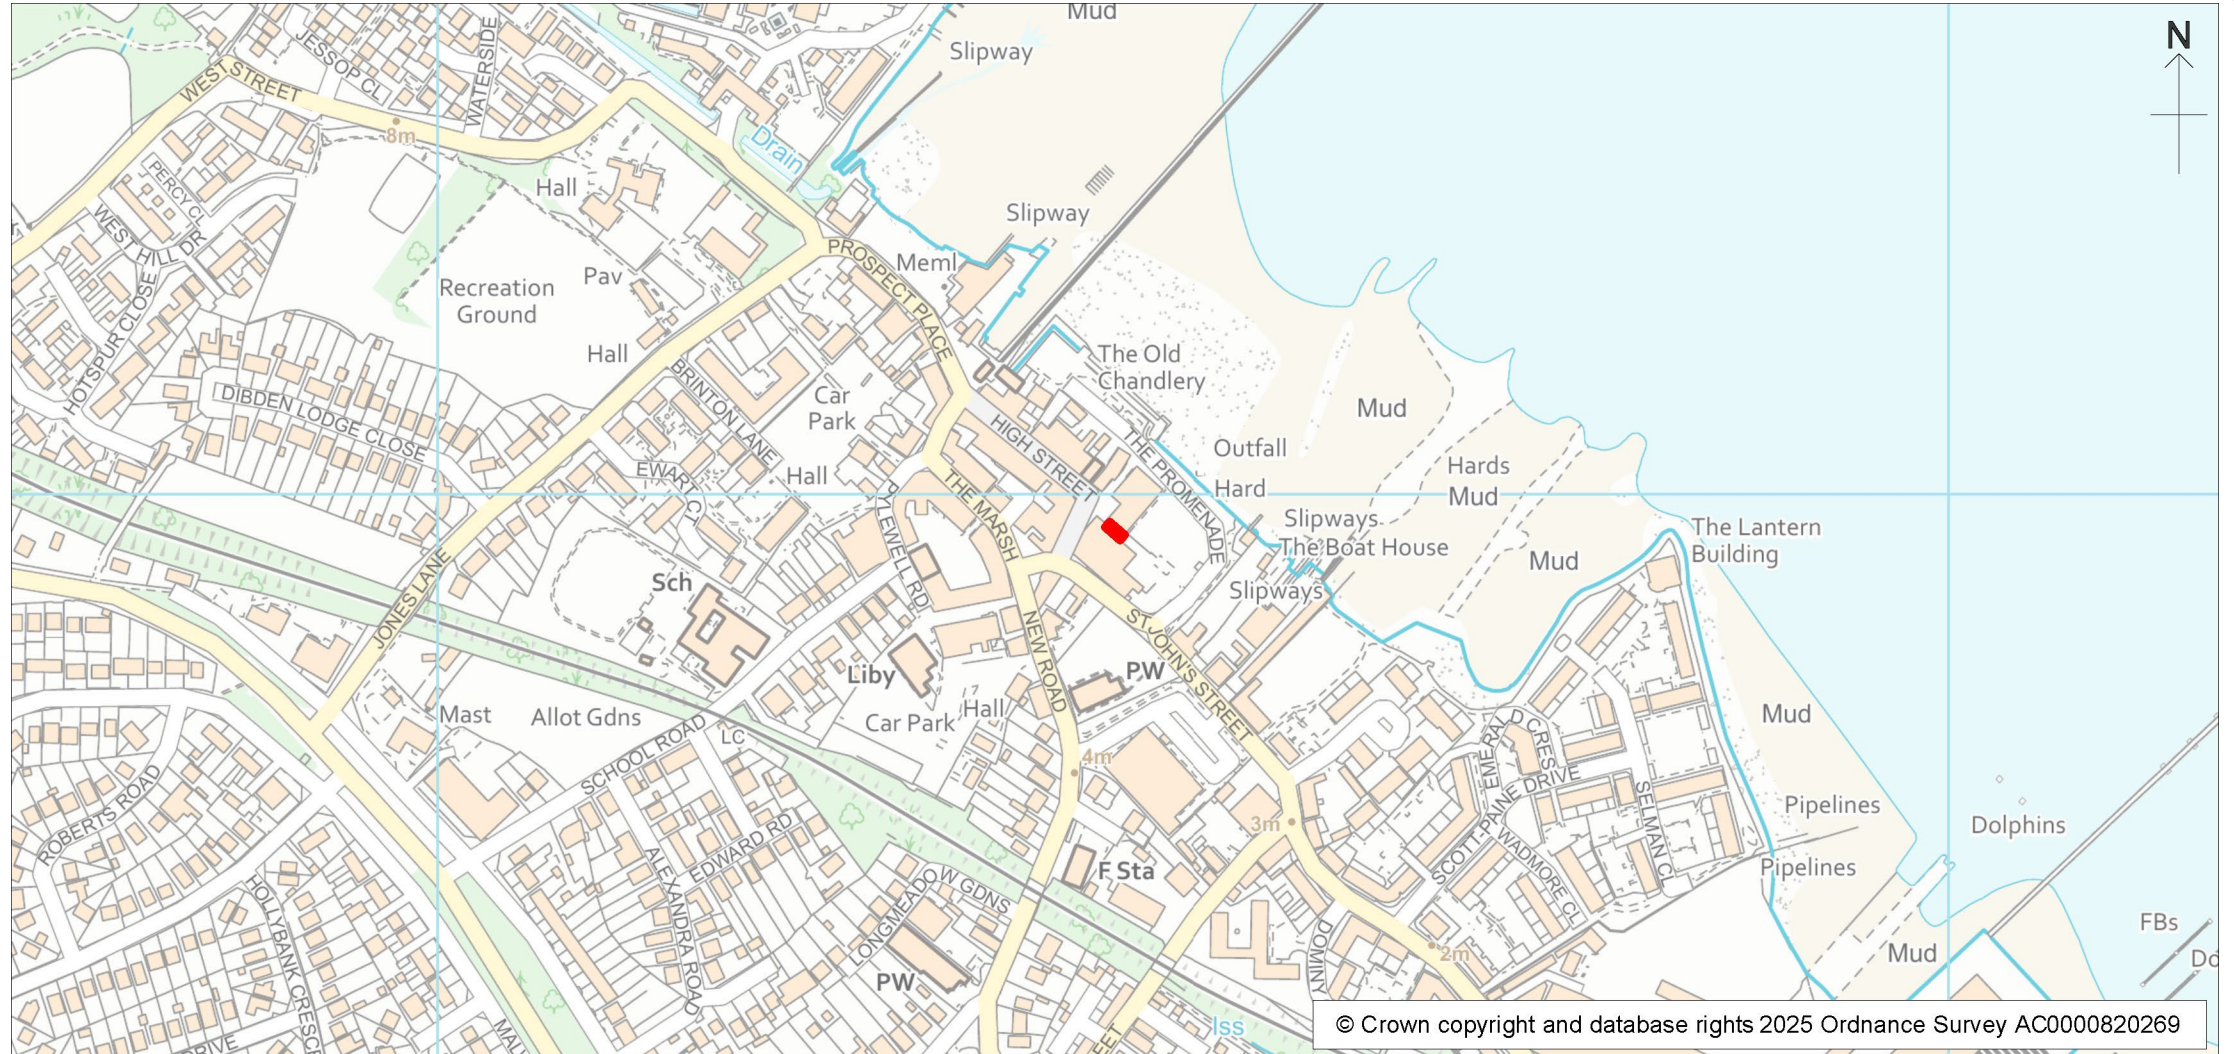 Mud
N
Slipway
JESSOP CL
WATERSIDE
WEST STREET
8m
Drain
PERCY CL
Hall
Slipway
WEST HILL DR
PROSPECT PLACE
Meml
Pav
Recreation
Ground
HOTSPUR CLOSE
Hall
The Old
Chandlery
BRINTON LANE
Car
Park
DIBDEN LODGE CLOSE
Mud
HIGH STREET
THE PROMENADE
Outfall
EWART CT
Hall
Hards
Mud
Hard
PYLEWELL RD
THE MARSH
Slipways
The Boat House
The Lantern
Building
Mud
Sch
Slipways
JONES LANE
NEW ROAD
ST JOHN'S STREET
Liby
PW
Mast
Allot Gdns
Car Park
Hall
LC
Mud
SCHOOL ROAD
4m
EMERALD CRES
SCOTT-PAINE DRIVE
SELMAN CL
ROBERTS ROAD
Pipelines
3m
Dolphins
EDWARD RD
ALEXANDRA ROAD
WADMORE CL
F Sta
Pipelines
LONGMEADOW GDNS
HOLLYBANK CRESC
DOMINY
2m
FBs
Mud
PW
© Crown copyright and database rights 2025 Ordnance Survey AC0000820269